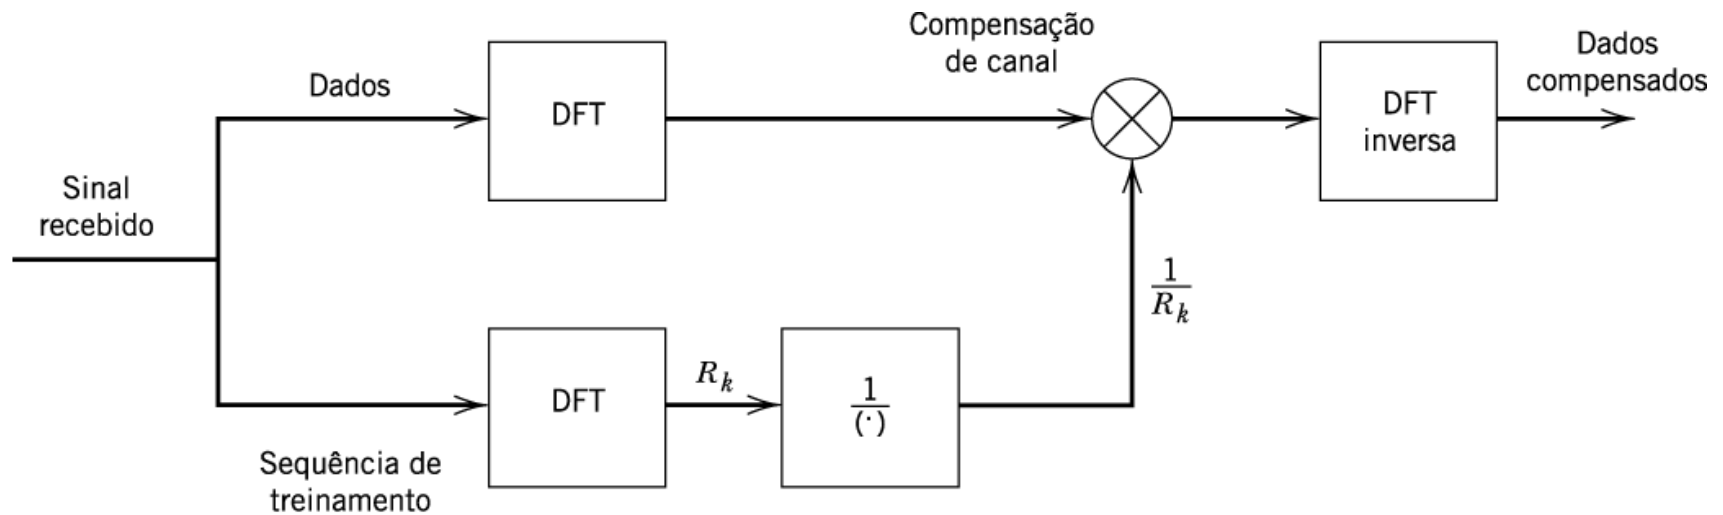 Compensação
de canal
Dados
compensados
Dados
DFT
DFT
inversa
Sinal
recebido
1
R_k
DFT
R_k
1
(·)
Sequência de
treinamento